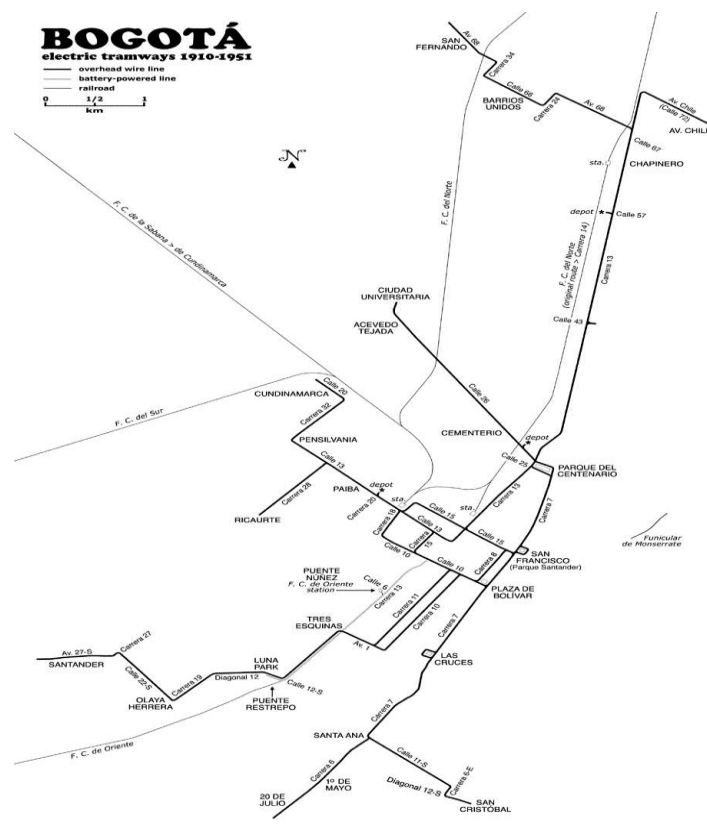 BOGOTÁ
electric tramways 1910-1951
overhead wire line
battery-powered line
railroad
0 1/2 1
km
N
SAN
FERNANDO
Av. 68
Carrera 34
Calle 68
BARRIOS
UNIDOS
Carrera 24
Av. 68
Av. Chile
(Calle 72)
AV. CHILE
Calle 67
sta.
CHAPINERO
depot
Calle 57
F. C. del Norte
F. C. del Norte
(original route > Carrera 14)
Carrera 13
Calle 43
F. C. de la Sabana > de Cundinamarca
CIUDAD
UNIVERSITARIA
ACEVEDO
TEJADA
Calle 26
Calle 20
CUNDINAMARCA
F. C. del Sur
Carrera 32
PENSILVANIA
Calle 13
CEMENTERIO
depot
Calle 25
PARQUE DEL
CENTENARIO
Carrera 28
RICAURTE
PAIBA
depot
Carrera 20
sta.
sta.
Carrera 13
Carrera 7
Carrera 18
Calle 15
Calle 13
Carrera
15
Calle 15
Calle 10
Calle 10
Carrera 8
SAN
FRANCISCO
(Parque Santander)
Funicular
de Monserrate
PLAZA DE
BOLÍVAR
PUENTE
NÚÑEZ
F. C. de Oriente
station
Calle 6
Carrera 13
Carrera 11
Carrera 10
Carrera 7
TRES
ESQUINAS
Av. 1
LAS
CRUCES
Av. 27-S
SANTANDER
Carrera 27
Calle 22-S
OLAYA
HERRERA
Carrera 19
Diagonal 12
LUNA
PARK
Calle 12-S
PUENTE
RESTREPO
F. C. de Oriente
Carrera 7
SANTA ANA
Calle 11-S
Carrera 6
1º DE
MAYO
20 DE
JULIO
Diagonal 12-S
Carrera 6-E
SAN
CRISTÓBAL